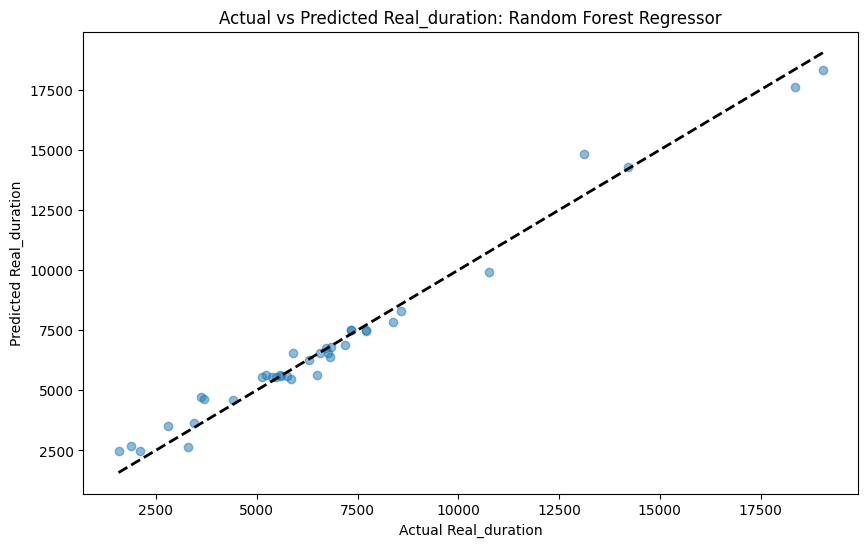 Actual vs Predicted Real_duration: Random Forest Regressor
Predicted Real_duration
17500
15000
12500
10000
7500
5000
2500
2500 5000 7500 10000 12500 15000 17500
Actual Real_duration